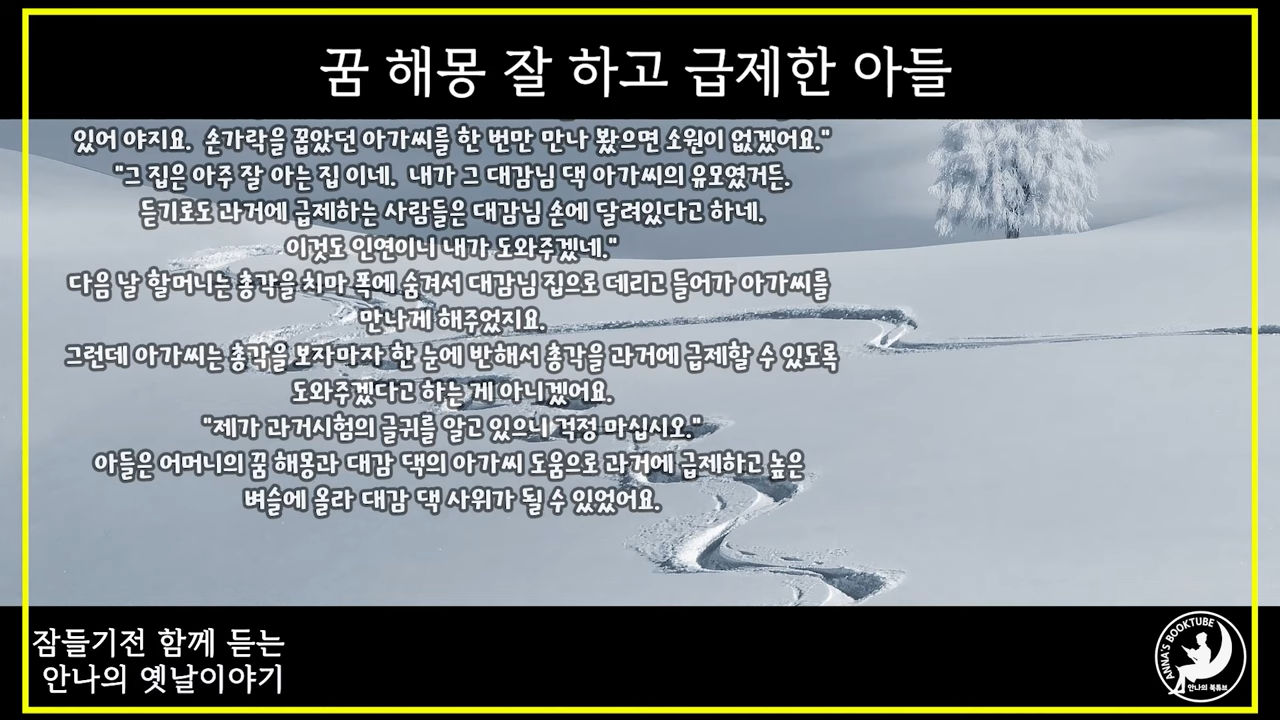 꿈 해몽 잘 하고 급제한 아들
있어 야지요.  손가락을 꼽았던 아가씨를 한 번만 만나 봤으면 소원이 없겠어요."
"그 집은 아주 잘 아는 집 이네.  내가 그 대감님 댁 아가씨의 유모였거든.
듣기로도 과거에 급제하는 사람들은 대감님 손에 달려있다고 하네.
이것도 인연이니 내가 도와주겠네."
다음 날 할머니는 총각을 치마 폭에 숨겨서 대감님 집으로 데리고 들어가 아가씨를
만나게 해주었지요.
그런데 아가씨는 총각을 보자마자 한 눈에 반해서 총각을 과거에 급제할 수 있도록
도와주겠다고 하는 게 아니겠어요.
"제가 과거시험의 글귀를 알고 있으니 걱정 마십시오."
아들은 어머니의 꿈 해몽과 대감 댁의 아가씨 도움으로 과거에 급제하고 높은
벼슬에 올라 대감 댁 사위가 될 수 있었어요.
잠들기전 함께 듣는
안나의 옛날이야기
ANNA'S BOOKTUBE
안나의 북튜브